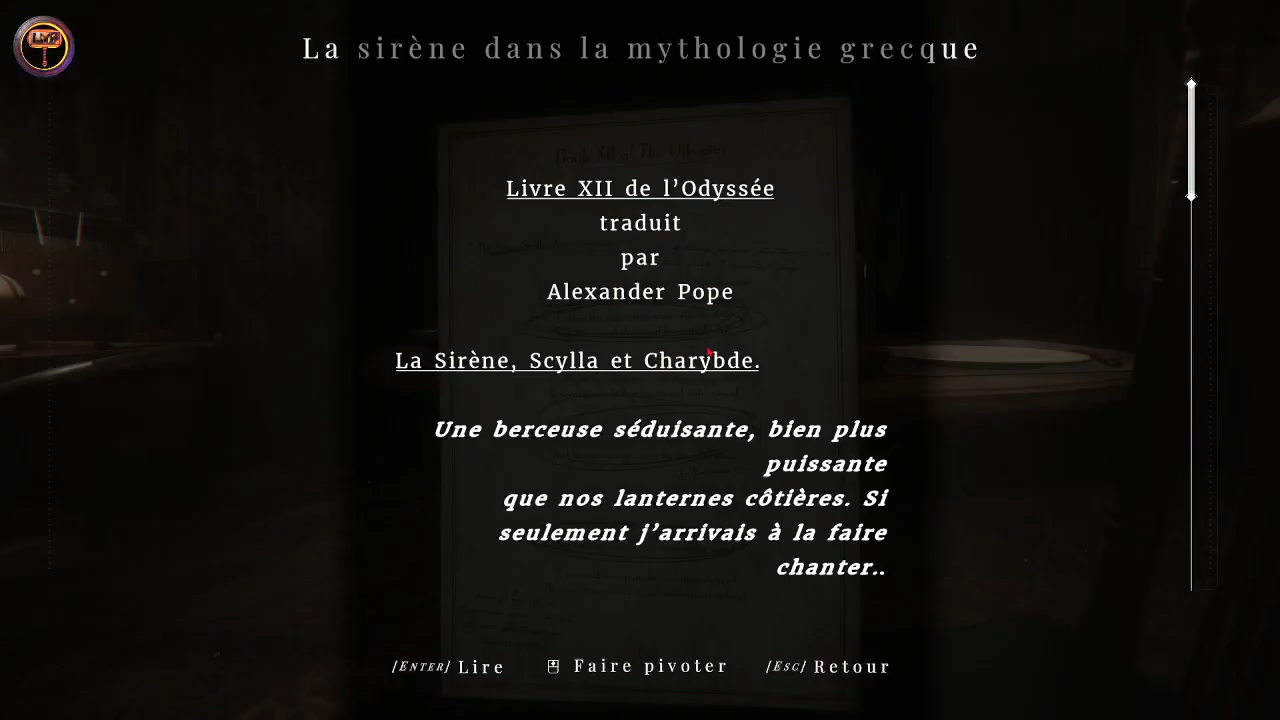 La sirène dans la mythologie grecque
Livre XII de l’Odyssée
traduit
par
Alexander Pope
La Sirène, Scylla et Charybde.
Une berceuse séduisante, bien plus
puissante
que nos lanternes côtières. Si
seulement j’arrivais à la faire
chanter..
[ENTER] Lire
Faire pivoter
[ESC] Retour